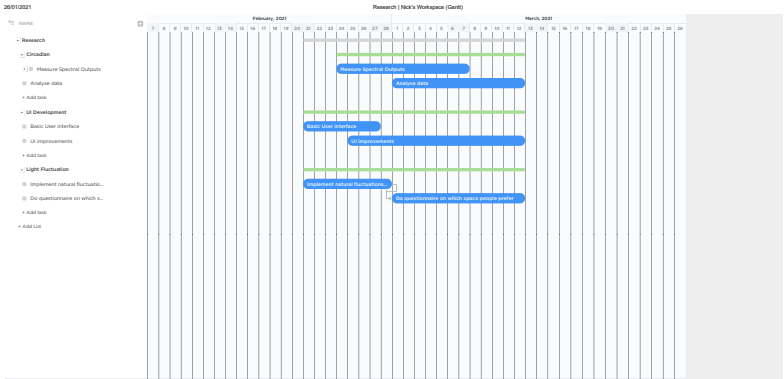 26/01/2021
Research | Nick's Workspace (Gantt)
February, 2021 March, 2021
NAME
7 8 9 10 11 12 13 14 15 16 17 18 19 20 21 22 23 24 25 26 27 28 1 2 3 4 5 6 7 8 9 10 11 12 13 14 15 16 17 18 19 20 21 22 23 24 25 26
Research
Circadian
Measure Spectral Outputs Measure Spectral Outputs
Analyse data Analyse data
+ Add task
UI Development
Basic User interface Basic User interface
UI improvements UI improvements
+ Add task
Light Fluctuation
Implement natural fluctuatio... Implement natural fluctuations...
Do questionnaire on which s... Do questionnaire on which space people prefer
+ Add task
+ Add List